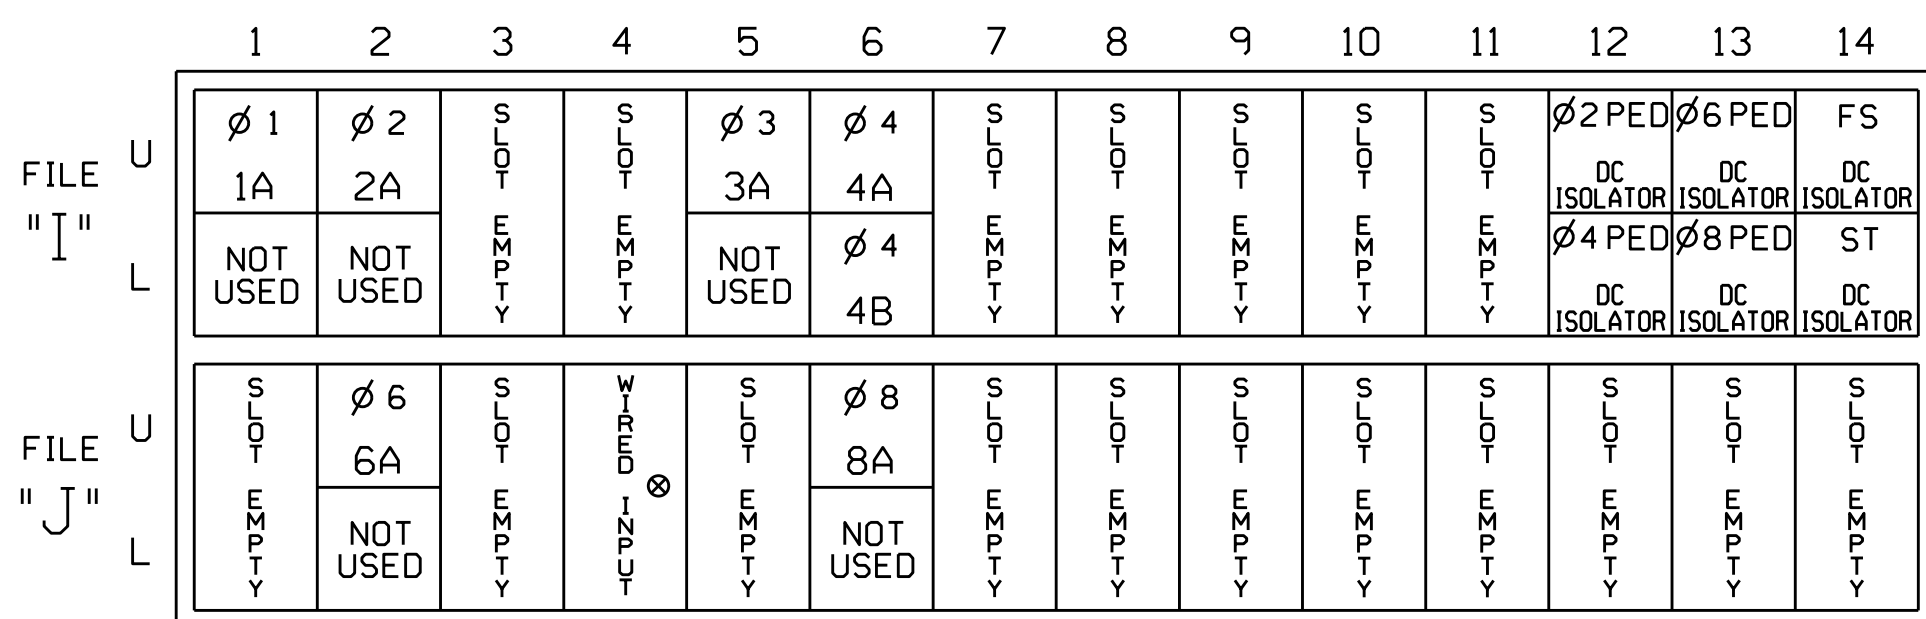 1 2 3 4 5 6 7 8 9 10 11 12 13 14
FILE
"I"
U
L
Ø 1
1A
NOT
USED
Ø 2
2A
NOT
USED
SLOT EMPTY
SLOT EMPTY
Ø 3
3A
NOT
USED
Ø 4
4A
Ø 4
4B
SLOT EMPTY
SLOT EMPTY
SLOT EMPTY
SLOT EMPTY
SLOT EMPTY
Ø2 PED
DC
ISOLATOR
Ø4 PED
DC
ISOLATOR
Ø6 PED
DC
ISOLATOR
Ø8 PED
DC
ISOLATOR
FS
DC
ISOLATOR
ST
DC
ISOLATOR
FILE
"J"
U
L
SLOT EMPTY
Ø 6
6A
NOT
USED
SLOT EMPTY
WIRED INPUT
⊗
SLOT EMPTY
Ø 8
8A
NOT
USED
SLOT EMPTY
SLOT EMPTY
SLOT EMPTY
SLOT EMPTY
SLOT EMPTY
SLOT EMPTY
SLOT EMPTY
SLOT EMPTY